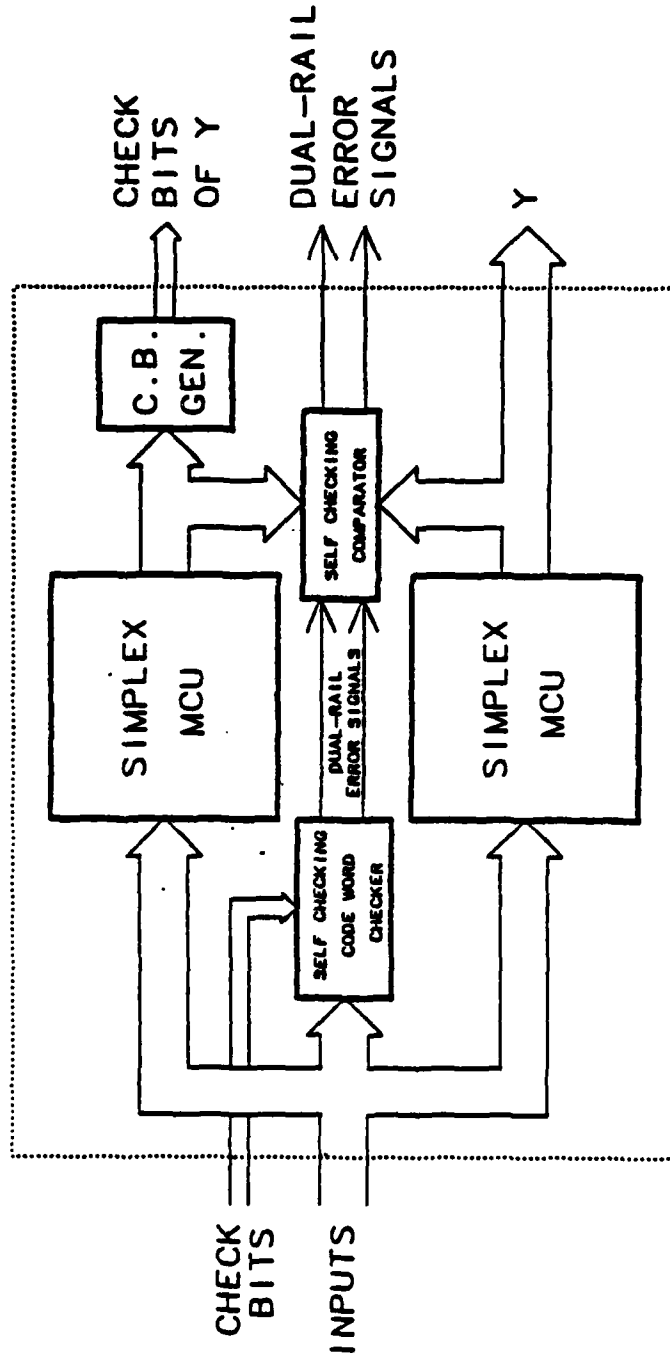 CHECK
BITS
INPUTS
SIMPLEX
MCU
SELF CHECKING
CODE WORD
CHECKER
DUAL-RAIL
ERROR SIGNALS
SIMPLEX
MCU
C.B.
GEN.
SELF CHECKING
COMPARATOR
CHECK
BITS
OF Y
DUAL-RAIL
ERROR
SIGNALS
Y